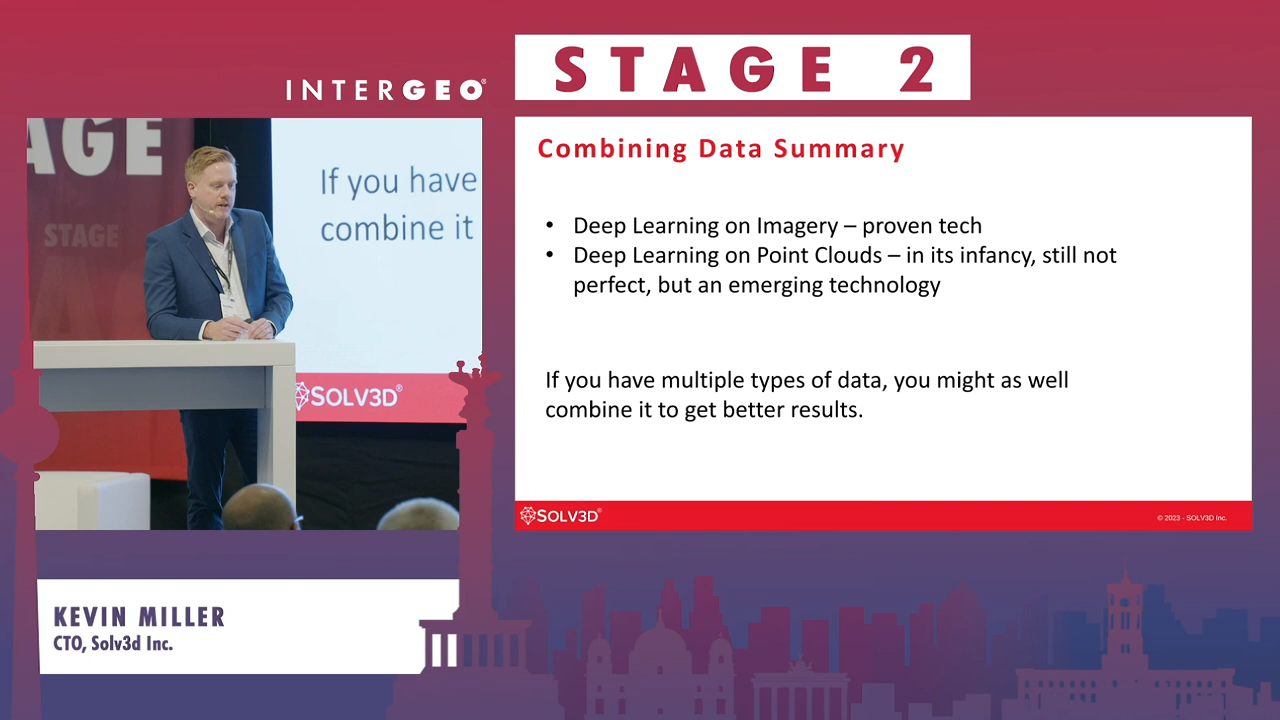 STAGE 2
INTERGEO®
AGE
STAGE
If you have
combine it
SOLV3D®
Combining Data Summary
• Deep Learning on Imagery – proven tech
• Deep Learning on Point Clouds – in its infancy, still not
perfect, but an emerging technology
If you have multiple types of data, you might as well
combine it to get better results.
SOLV3D®
© 2023 - SOLV3D Inc.
KEVIN MILLER
CTO, Solv3d Inc.